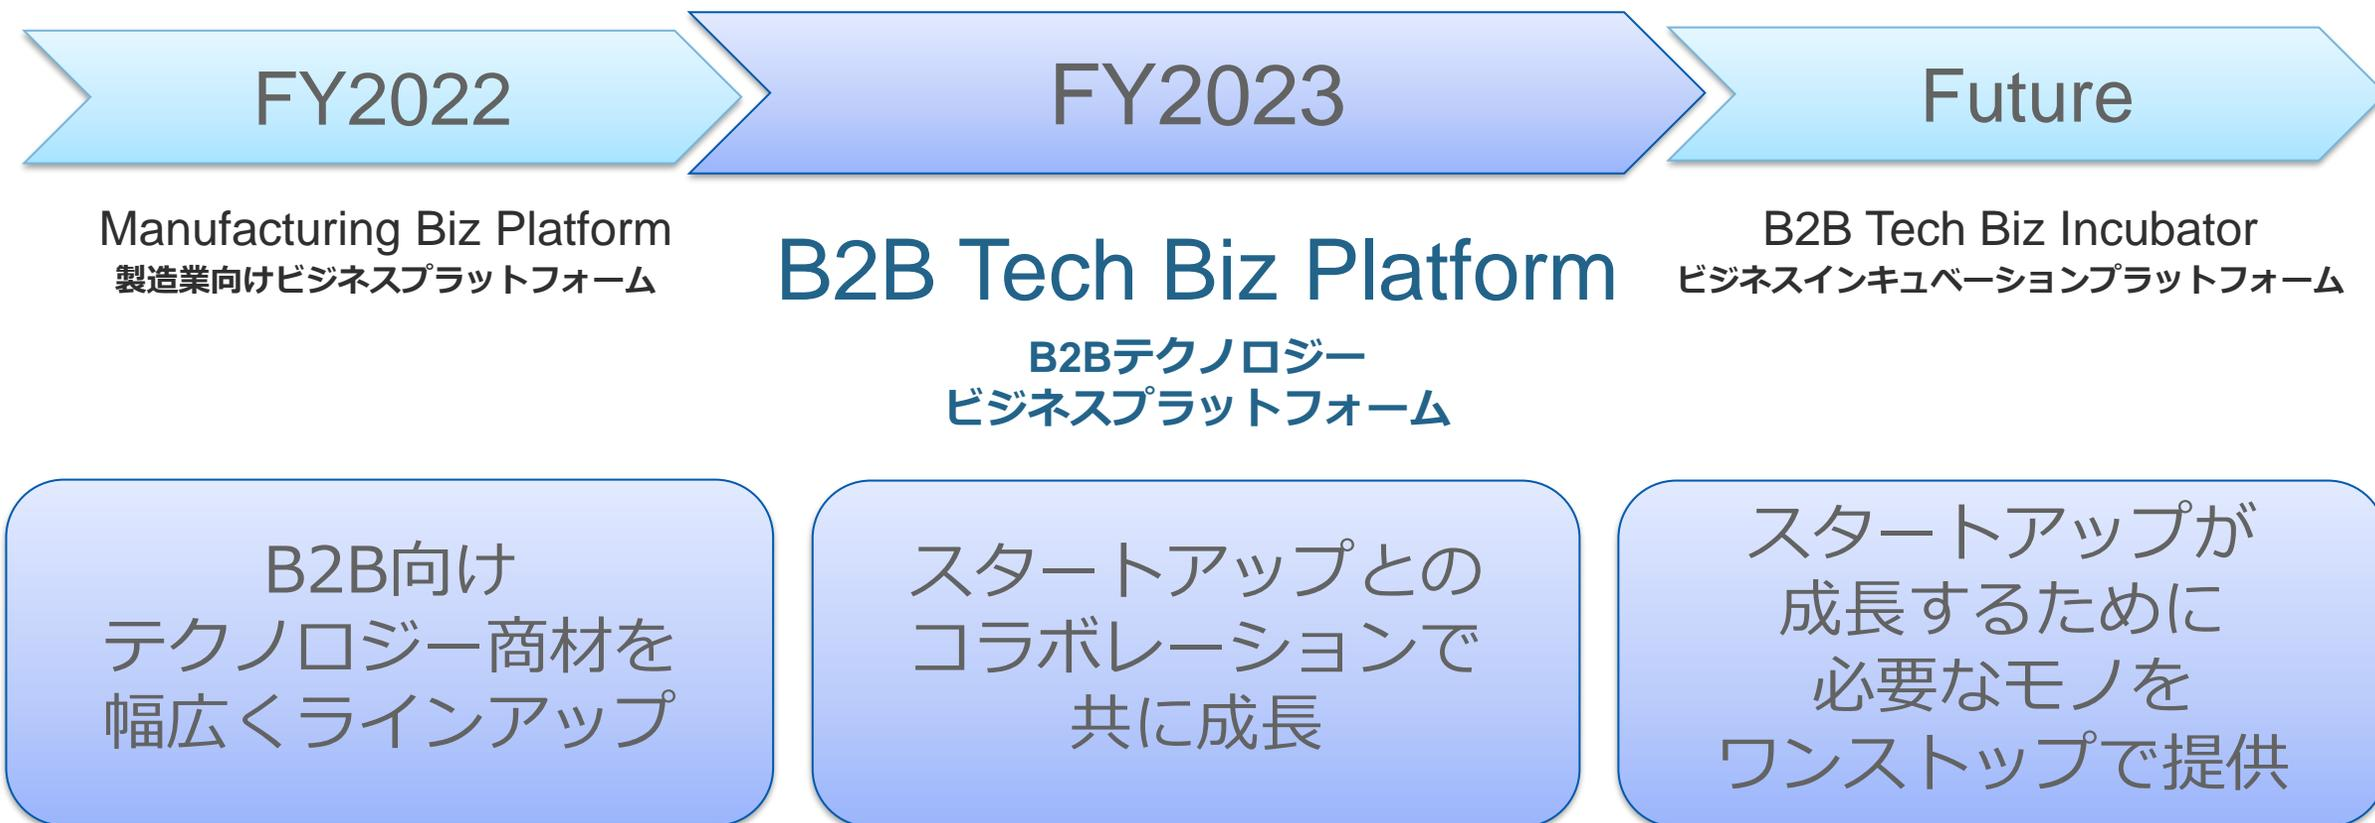 FY2022
FY2023
Future
Manufacturing Biz Platform
製造業向けビジネスプラットフォーム
B2B Tech Biz Platform
B2Bテクノロジー
ビジネスプラットフォーム
B2B Tech Biz Incubator
ビジネスインキュベーションプラットフォーム
B2B向け
テクノロジー商材を
幅広くラインアップ
スタートアップとの
コラボレーションで
共に成長
スタートアップが
成長するために
必要なモノを
ワンストップで提供